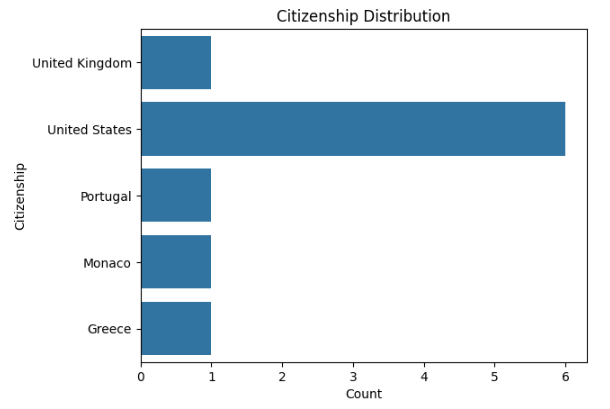 Citizenship Distribution
United Kingdom
United States
Portugal
Monaco
Greece
Citizenship
0 1 2 3 4 5 6
Count